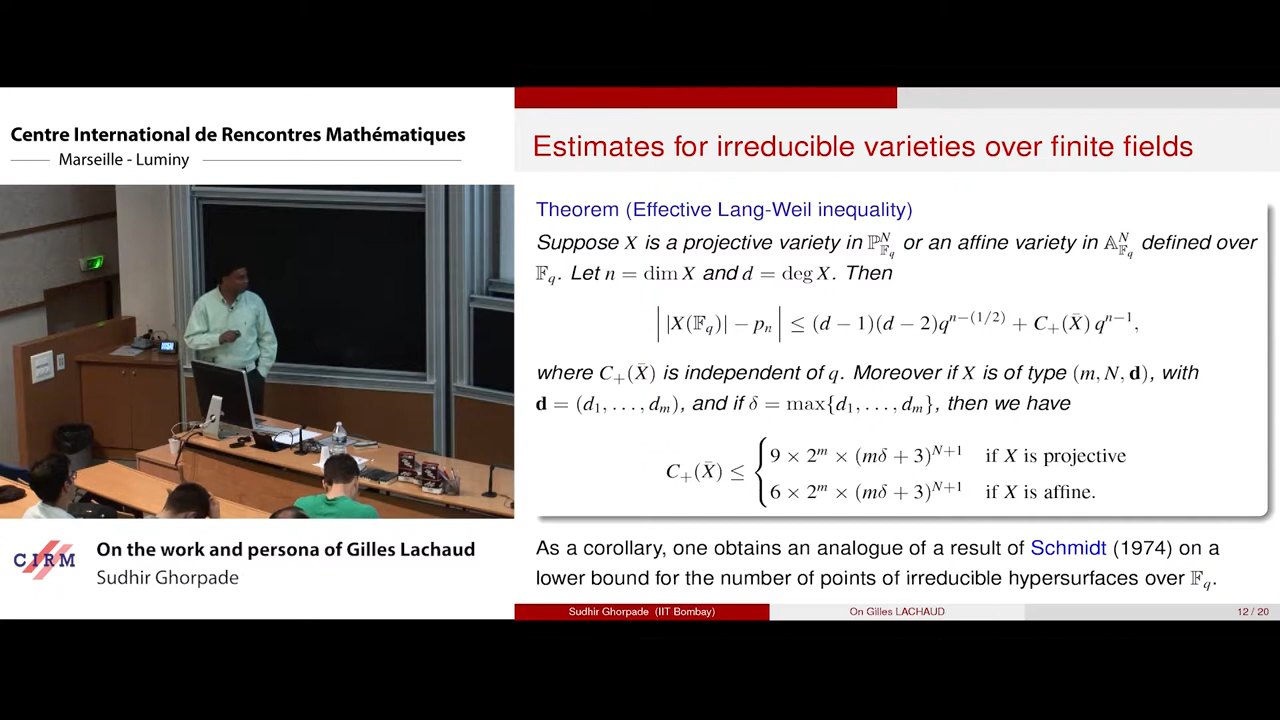 Centre International de Rencontres Mathématiques
Marseille - Luminy
CIRM
On the work and persona of Gilles Lachaud
Sudhir Ghorpade
Estimates for irreducible varieties over finite fields
Theorem (Effective Lang-Weil inequality)
Suppose X is a projective variety in ℙ^N_{𝔽_q} or an affine variety in 𝔸^N_{𝔽_q} defined over
𝔽_q. Let n = dim X and d = deg X. Then
| |X(𝔽_q)| − p_n | ≤ (d − 1)(d − 2)q^{n−(1/2)} + C_+(X̄) q^{n−1},
where C_+(X̄) is independent of q. Moreover if X is of type (m, N, d), with
d = (d_1, …, d_m), and if δ = max{d_1, …, d_m}, then we have
C_+(X̄) ≤ { 9 × 2^m × (mδ + 3)^{N+1} if X is projective
6 × 2^m × (mδ + 3)^{N+1} if X is affine.
As a corollary, one obtains an analogue of a result of Schmidt (1974) on a
lower bound for the number of points of irreducible hypersurfaces over 𝔽_q.
Sudhir Ghorpade (IIT Bombay) On Gilles LACHAUD 12 / 20